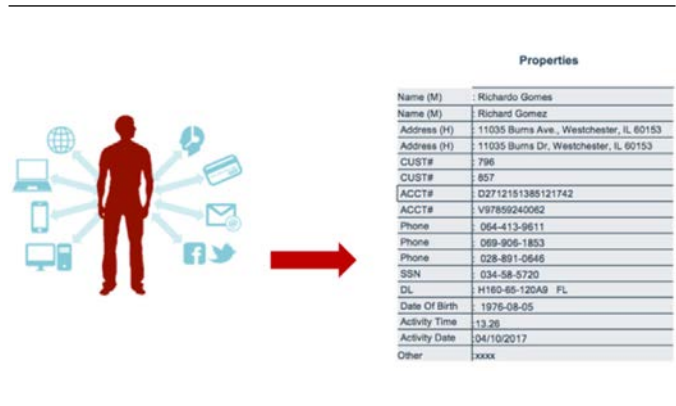 Properties
Name (M) : Richardo Gomes
Name (M) : Richard Gomez
Address (H) : 11035 Burns Ave., Westchester, IL 60153
Address (H) : 11035 Burns Dr, Westchester, IL 60153
CUST# : 796
CUST# : 857
ACCT# : D2712151385121742
ACCT# : V97859240062
Phone : 064-413-9611
Phone : 069-906-1853
Phone : 028-891-0646
SSN : 034-58-5720
DL : H160-65-120A9 FL
Date Of Birth : 1976-08-05
Activity Time :13.26
Activity Date :04/10/2017
Other :xxxx